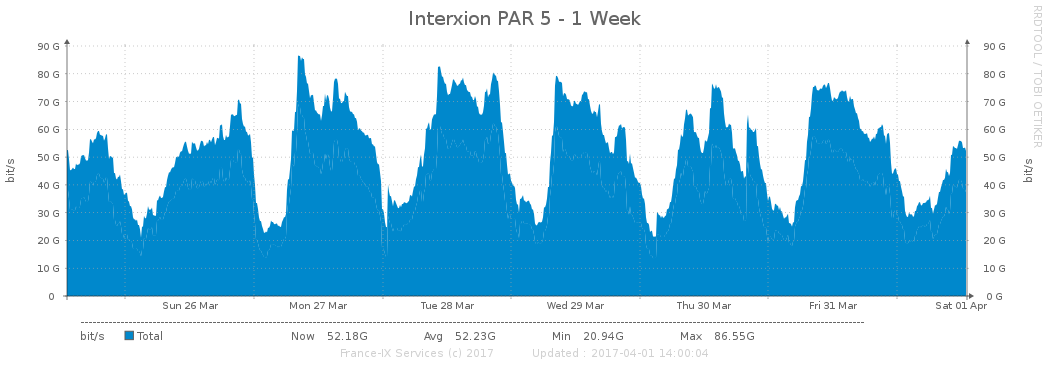 Interxion PAR 5 - 1 Week
RRDTOOL / TOBI OETIKER
bit/s
90 G
80 G
70 G
60 G
50 G
40 G
30 G
20 G
10 G
0
90 G
80 G
70 G
60 G
50 G
40 G
30 G
20 G
10 G
0 G
bit/s
Sun 26 Mar Mon 27 Mar Tue 28 Mar Wed 29 Mar Thu 30 Mar Fri 31 Mar Sat 01 Apr
bit/s Total Now 52.18G Avg 52.23G Min 20.94G Max 86.55G
France-IX Services (c) 2017 Updated : 2017-04-01 14:00:04